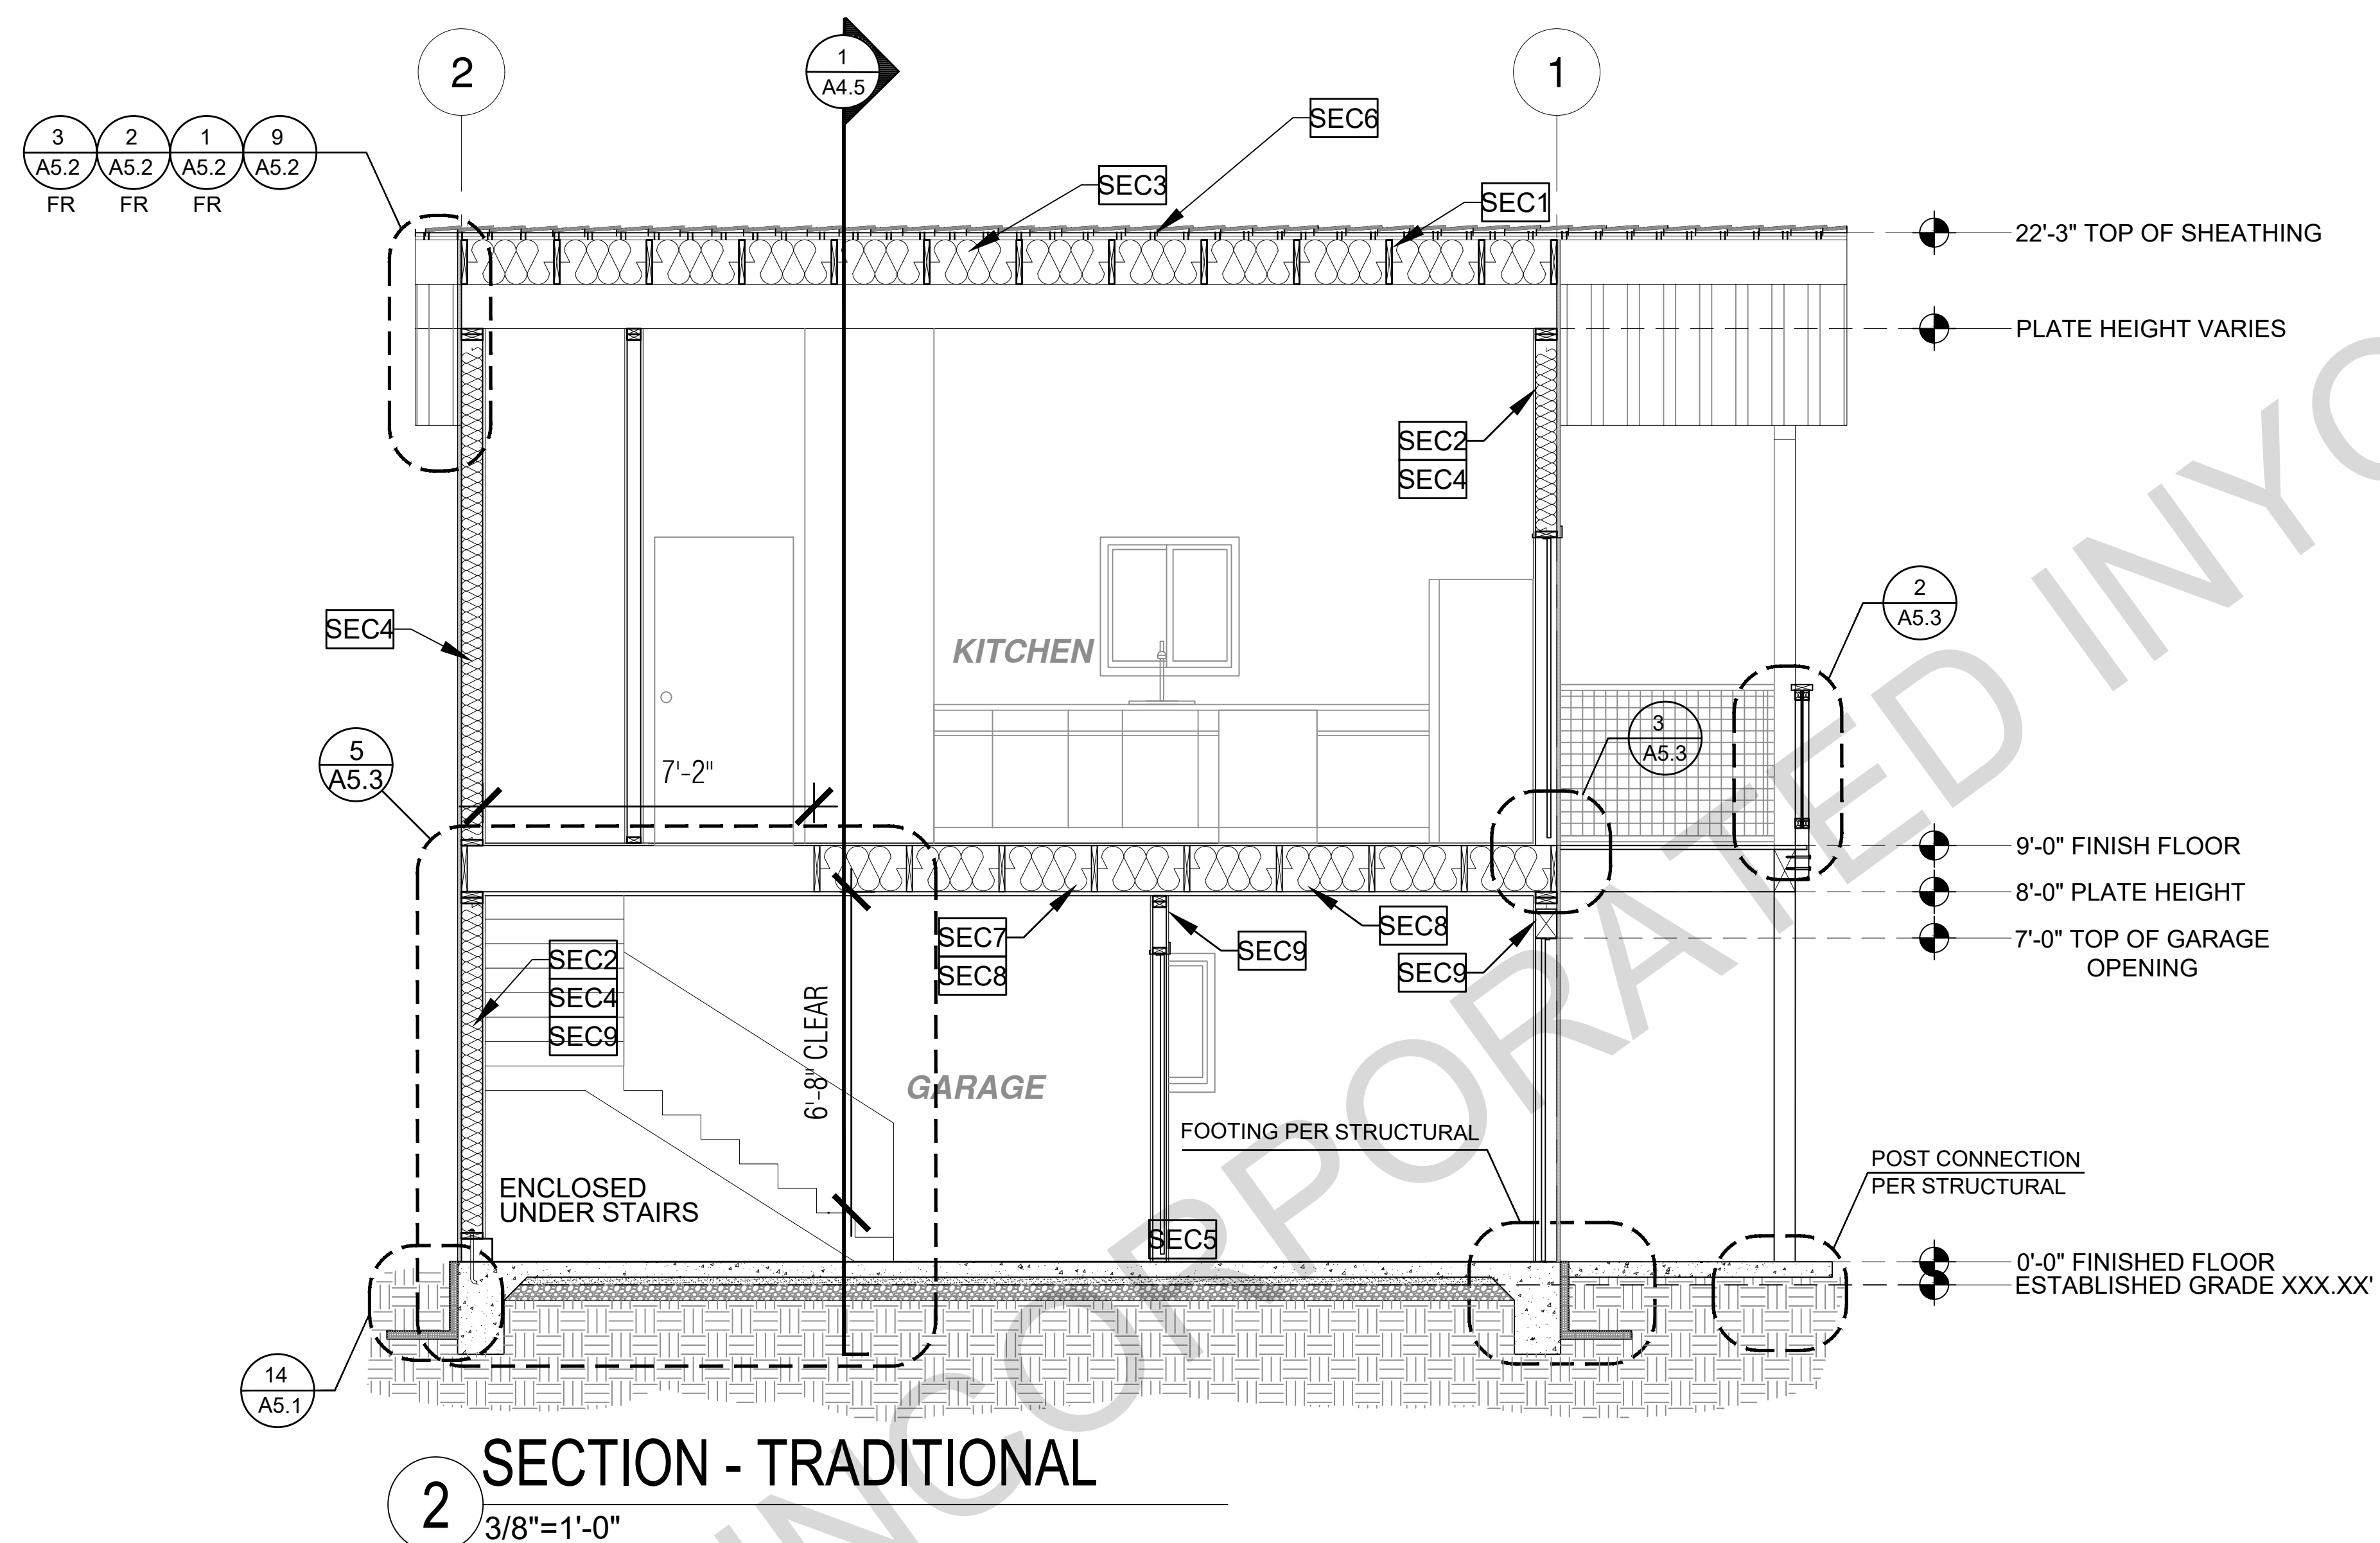 2
1
A4.5
1
3
A5.2
FR
2
A5.2
FR
1
A5.2
FR
9
A5.2
SEC6
SEC3
SEC1
22'-3" TOP OF SHEATHING
PLATE HEIGHT VARIES
SEC2
SEC4
SEC4
KITCHEN
2
A5.3
3
A5.3
5
A5.3
7'-2"
9'-0" FINISH FLOOR
8'-0" PLATE HEIGHT
7'-0" TOP OF GARAGE
OPENING
SEC7
SEC8
SEC9
SEC8
SEC9
SEC2
SEC4
SEC9
6'-8" CLEAR
GARAGE
FOOTING PER STRUCTURAL
POST CONNECTION
PER STRUCTURAL
ENCLOSED
UNDER STAIRS
SEC5
0'-0" FINISHED FLOOR
ESTABLISHED GRADE XXX.XX'
14
A5.1
2
SECTION - TRADITIONAL
3/8"=1'-0"
INCORPORATED INYO